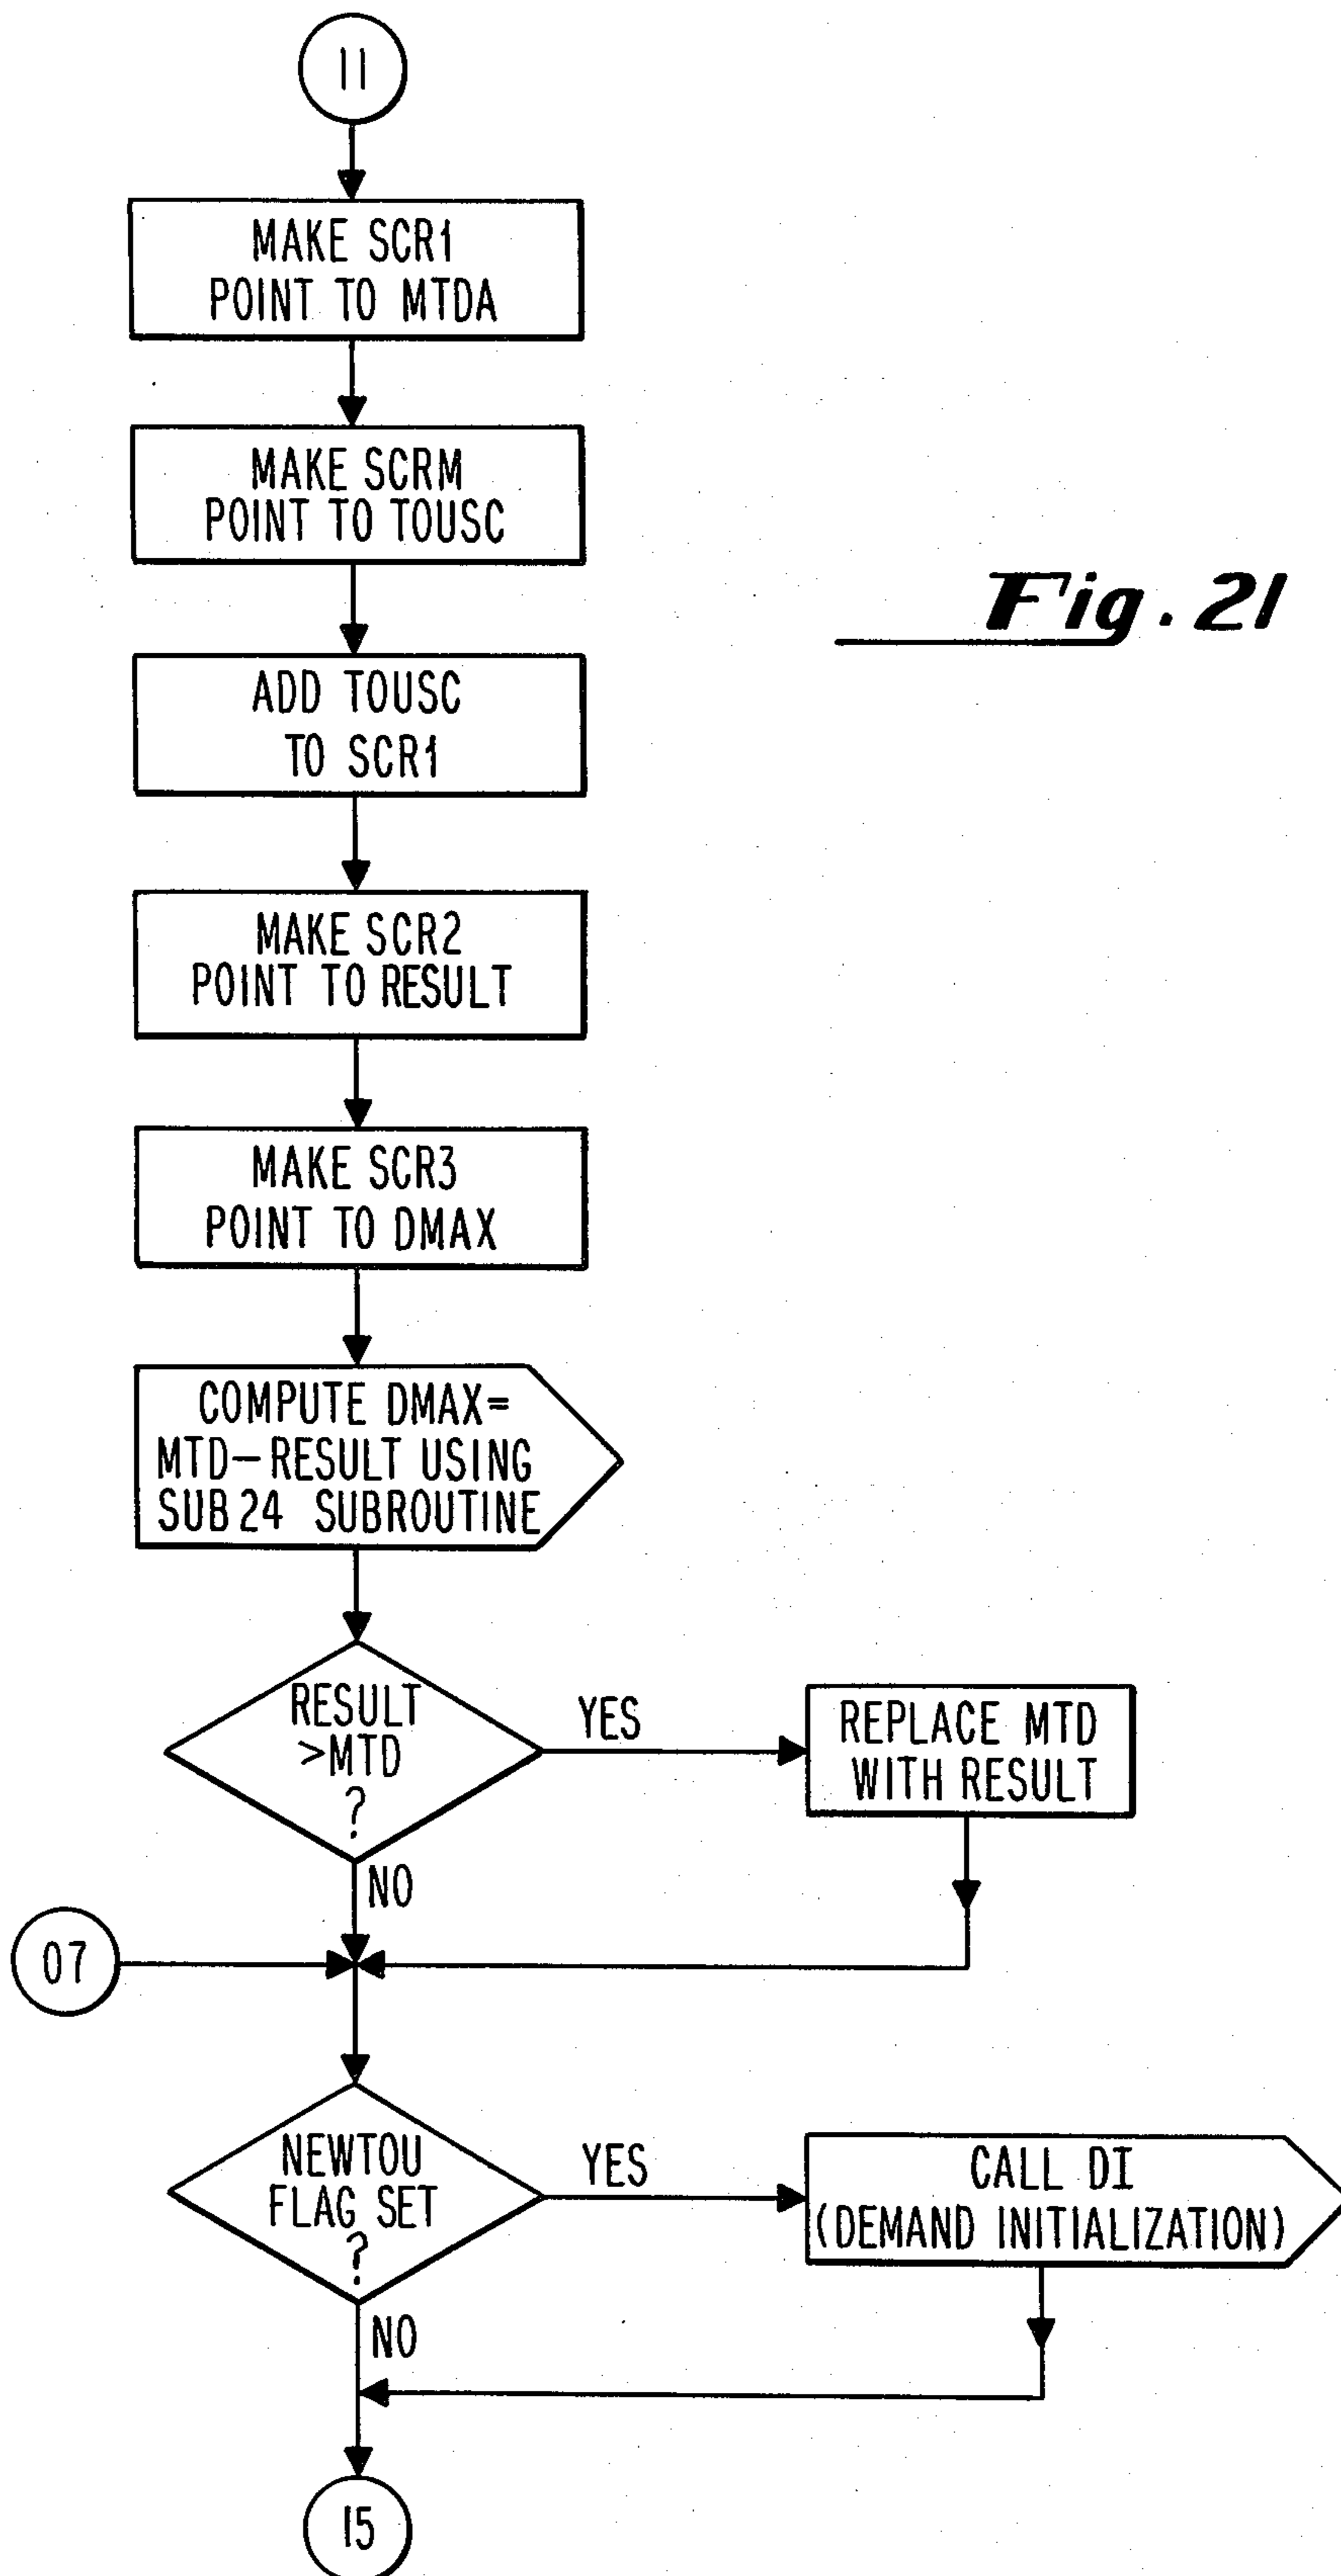 11
MAKE SCR1
POINT TO MTDA
MAKE SCRM
POINT TO TOUSC
Fig. 21
ADD TOUSC
TO SCR1
MAKE SCR2
POINT TO RESULT
MAKE SCR3
POINT TO DMAX
COMPUTE DMAX=
MTD-RESULT USING
SUB24 SUBROUTINE
RESULT
>MTD
?
YES
REPLACE MTD
WITH RESULT
NO
07
NEWTOU
FLAG SET
?
YES
CALL DI
(DEMAND INITIALIZATION)
NO
15